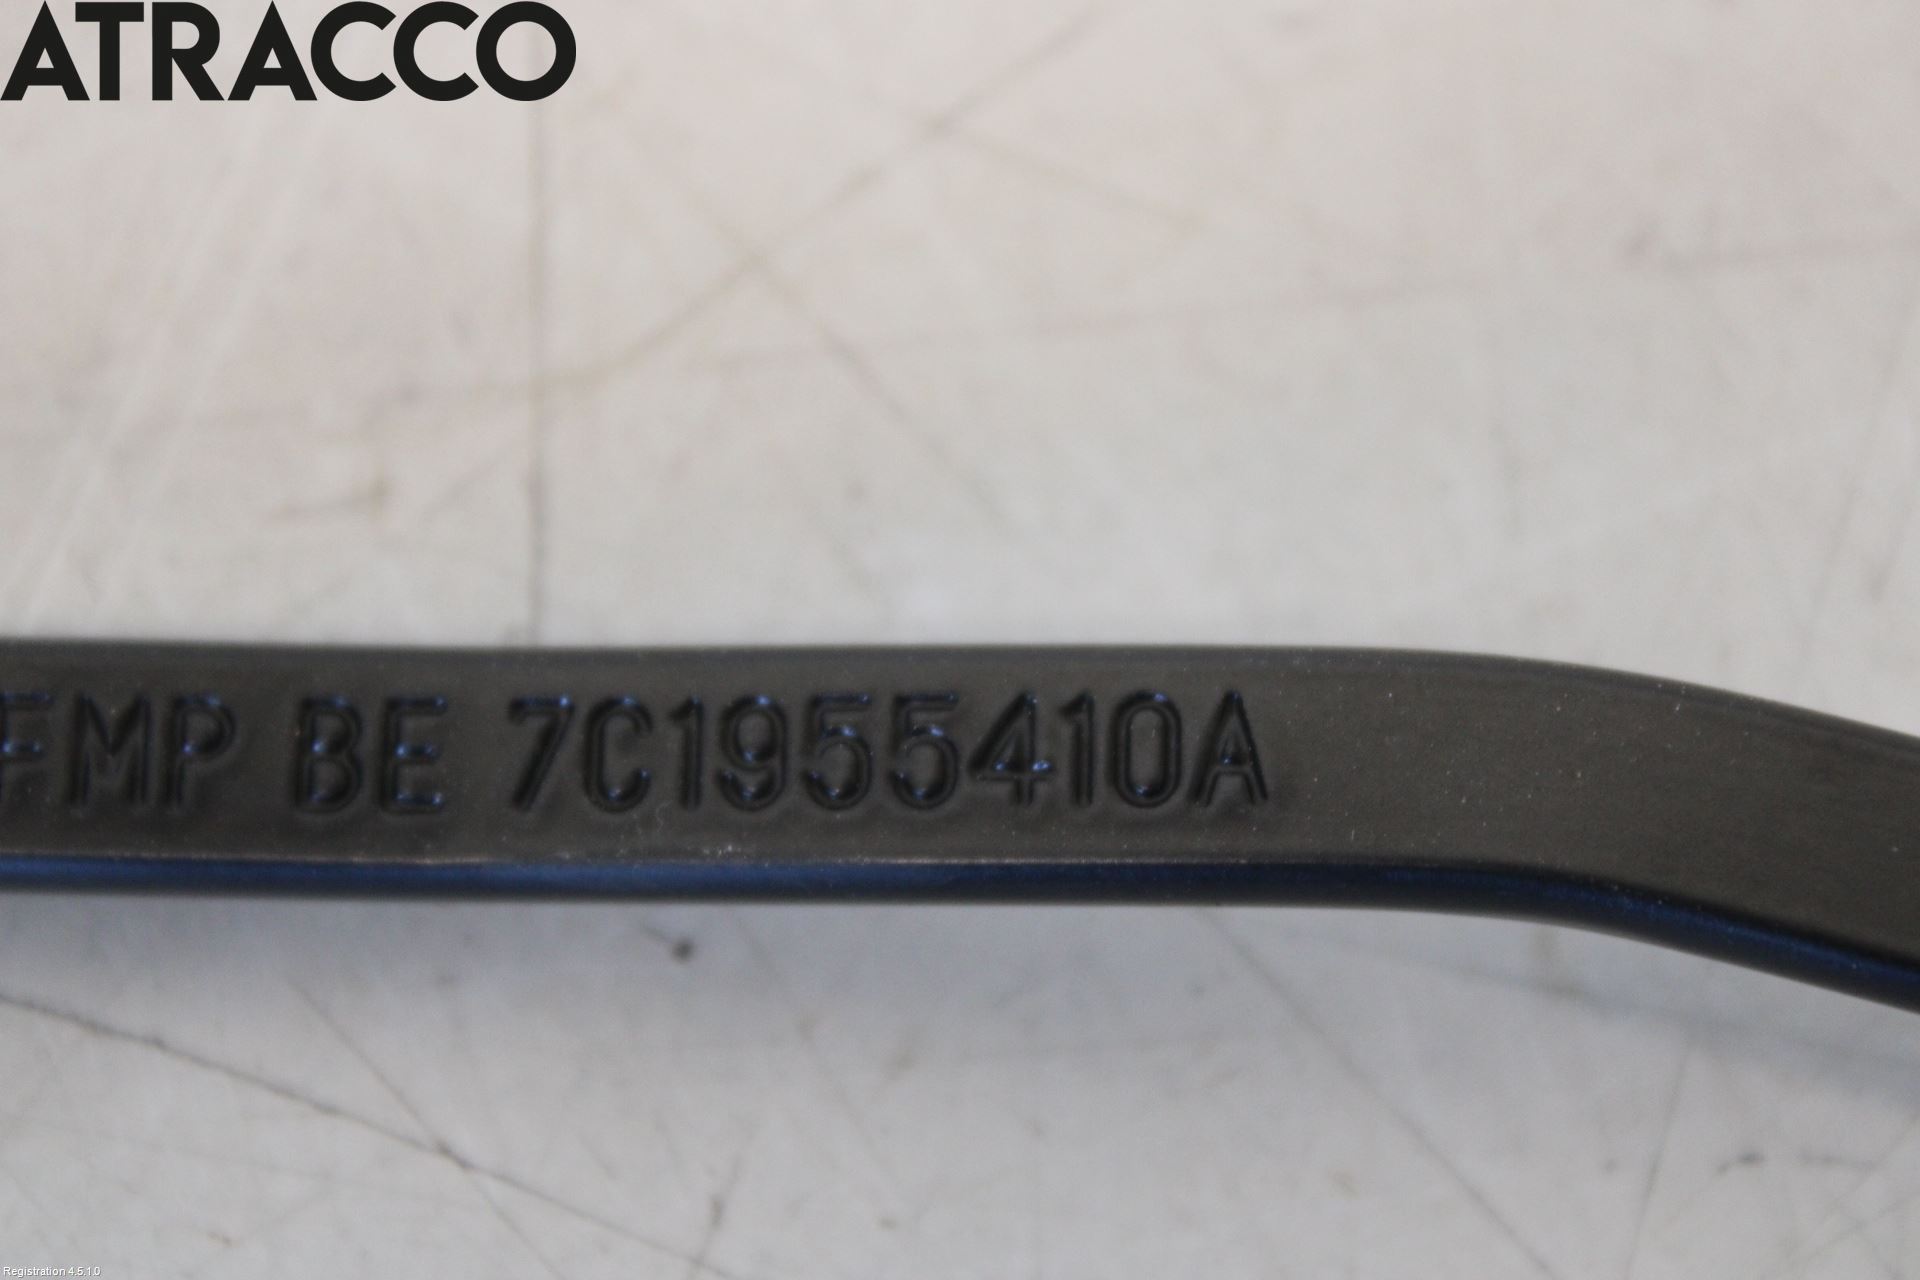 ATRACCO
FMP BE 7C1955410A
Registration 4.5.1.0